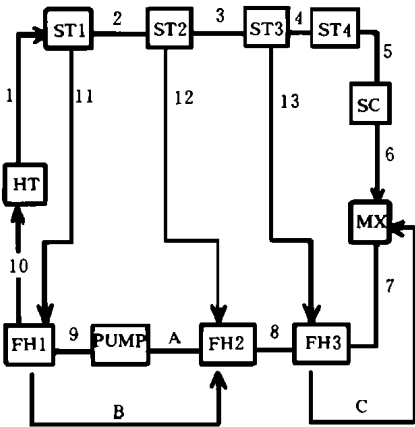 2 3 4
ST1 ST2 ST3 ST4
5
1 11 12 13 SC
6
HT
MX
10 7
9 A 8
FH1 PUMP FH2 FH3
B C